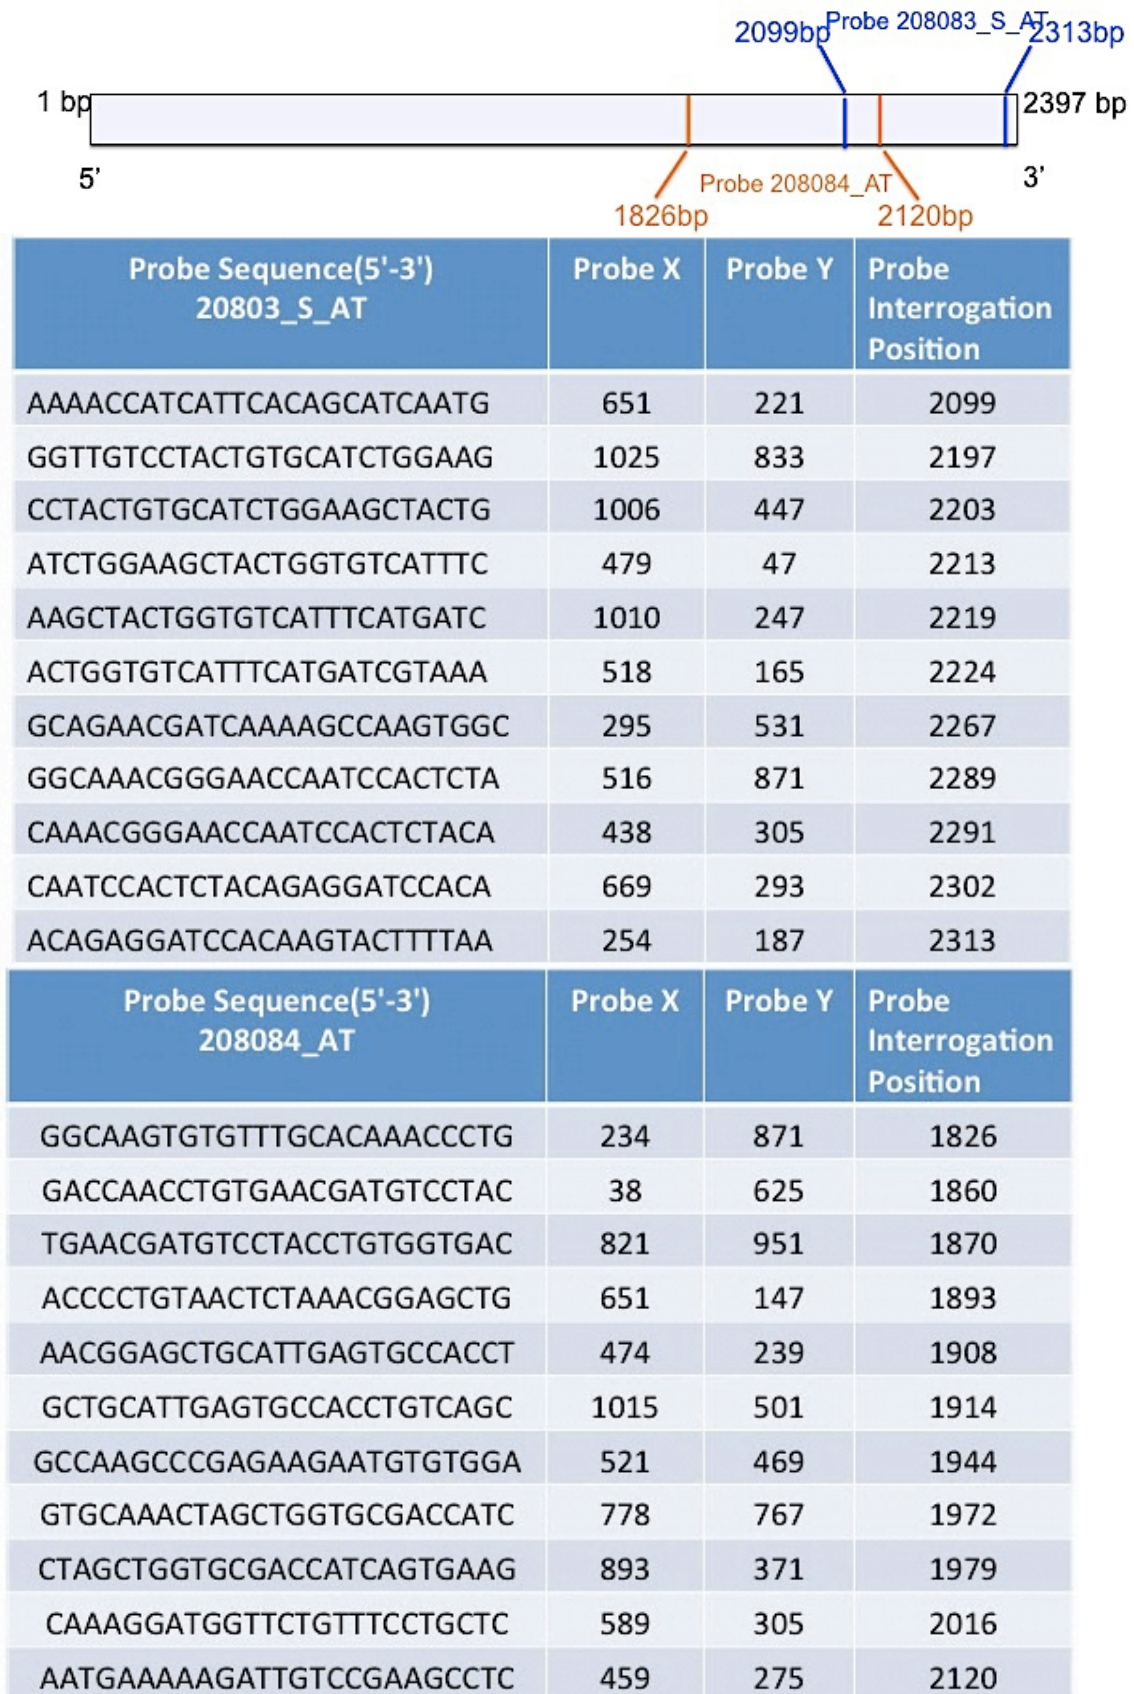 Probe 208083_S_AT
2099bp 2313bp
1 bp 2397 bp
5' 3'
Probe 208084_AT
1826bp 2120bp
Probe Sequence(5'-3') Probe X Probe Y Probe
20803_S_AT Interrogation
Position
AAAACCATCATTCACAGCATCAATG 651 221 2099
GGTTGTCCTACTGTGCATCTGGAAG 1025 833 2197
CCTACTGTGCATCTGGAAGCTACTG 1006 447 2203
ATCTGGAAGCTACTGGTGTCATTTC 479 47 2213
AAGCTACTGGTGTCATTTCATGATC 1010 247 2219
ACTGGTGTCATTTCATGATCGTAAA 518 165 2224
GCAGAACGATCAAAAGCCAAGTGGC 295 531 2267
GGCAAACGGGAACCAATCCACTCTA 516 871 2289
CAAACGGGAACCAATCCACTCTACA 438 305 2291
CAATCCACTCTACAGAGGATCCACA 669 293 2302
ACAGAGGATCCACAAGTACTTTTAA 254 187 2313
Probe Sequence(5'-3') Probe X Probe Y Probe
208084_AT Interrogation
Position
GGCAAGTGTGTTTGCACAAACCCTG 234 871 1826
GACCAACCTGTGAACGATGTCCTAC 38 625 1860
TGAACGATGTCCTACCTGTGGTGAC 821 951 1870
ACCCCTGTAACTCTAAACGGAGCTG 651 147 1893
AACGGAGCTGCATTGAGTGCCACCT 474 239 1908
GCTGCATTGAGTGCCACCTGTCAGC 1015 501 1914
GCCAAGCCCGAGAAGAATGTGTGGA 521 469 1944
GTGCAAACTAGCTGGTGCGACCATC 778 767 1972
CTAGCTGGTGCGACCATCAGTGAAG 893 371 1979
CAAAGGATGGTTCTGTTTCCTGCTC 589 305 2016
AATGAAAAAGATTGTCCGAAGCCTC 459 275 2120